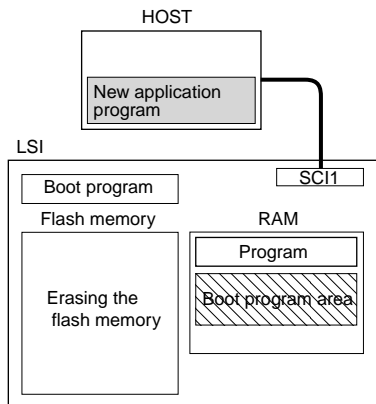 HOST
New application
program
LSI
SCI1
Boot program
Flash memory
RAM
Program
Erasing the
flash memory
Boot program area